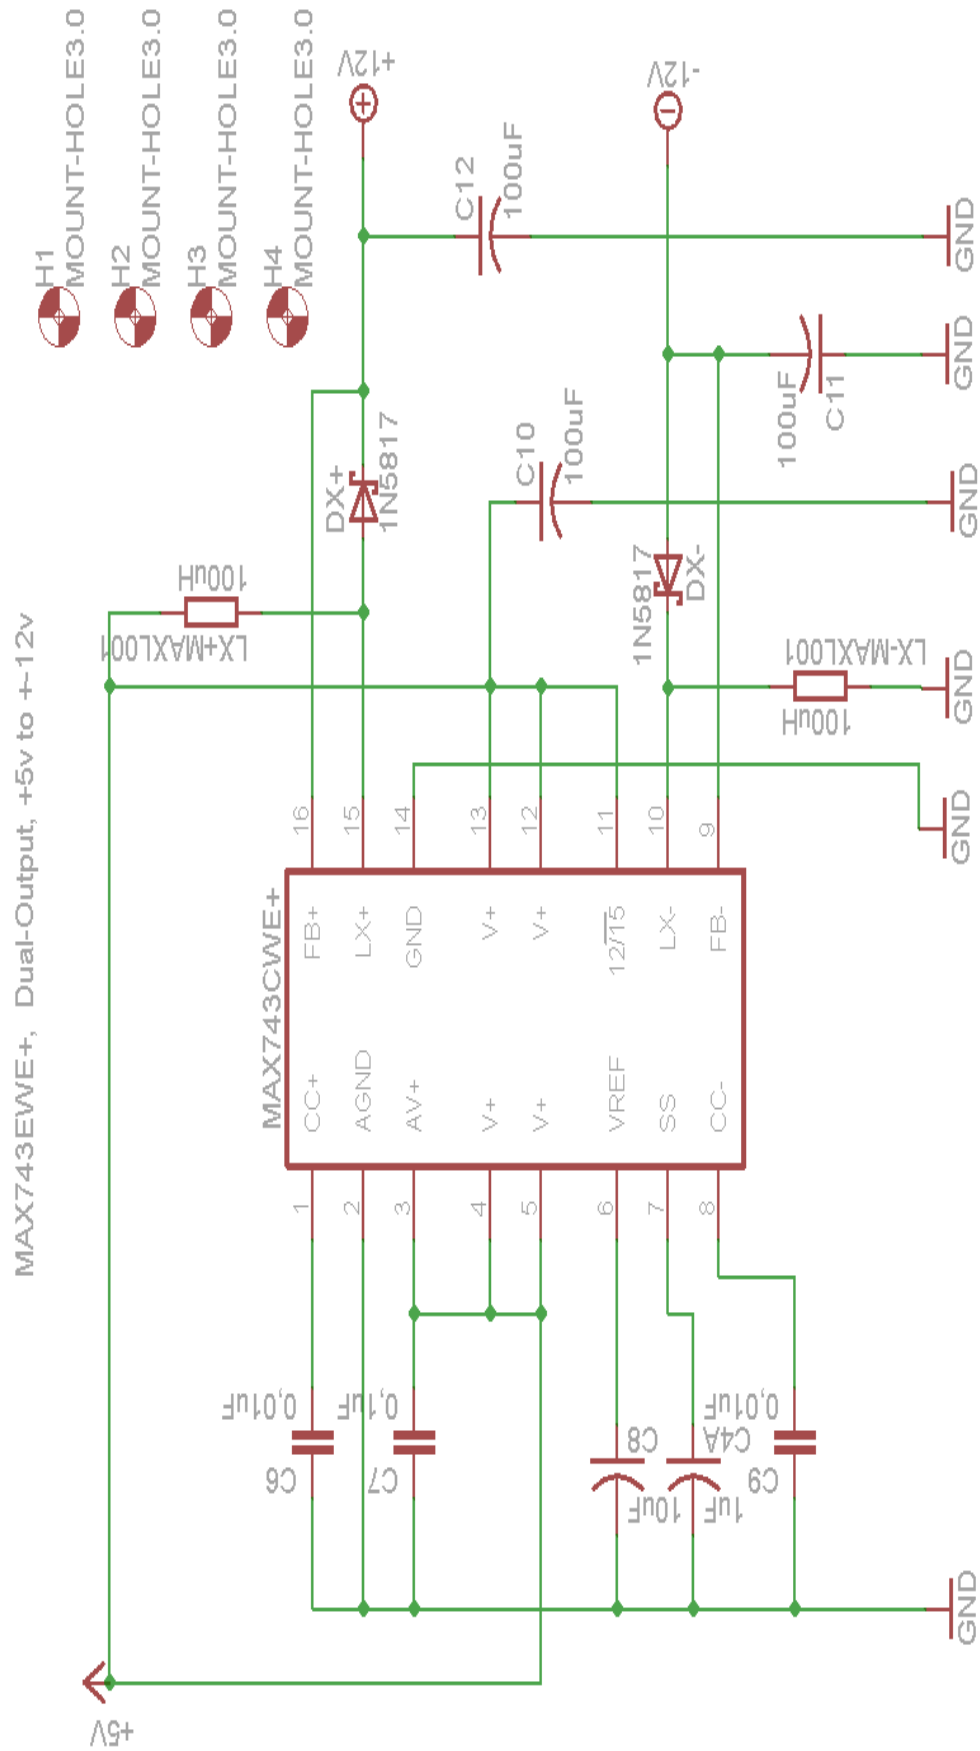 MAX743EWE+, Dual-Output, +5v to +-12v
H1
MOUNT-HOLE3.0
H2
MOUNT-HOLE3.0
H3
MOUNT-HOLE3.0
H4
MOUNT-HOLE3.0
+5V
LX+MAXL001
100uH
+12V
DX+
1N5817
C12
100uF
C10
100uF
-12V
1N5817
DX-
LX-MAXL001
100uH
100uF
C11
MAX743CWE+
1
CC+
FB+
16
2
AGND
LX+
15
3
AV+
GND
14
4
V+
V+
13
5
V+
V+
12
6
VREF
12/15
11
7
SS
LX-
10
8
CC-
FB-
9
C6
0,01uF
C7
0,1uF
C8
10uF
C4A
1uF
C9
0,01uF
GND
GND
GND
GND
GND
GND